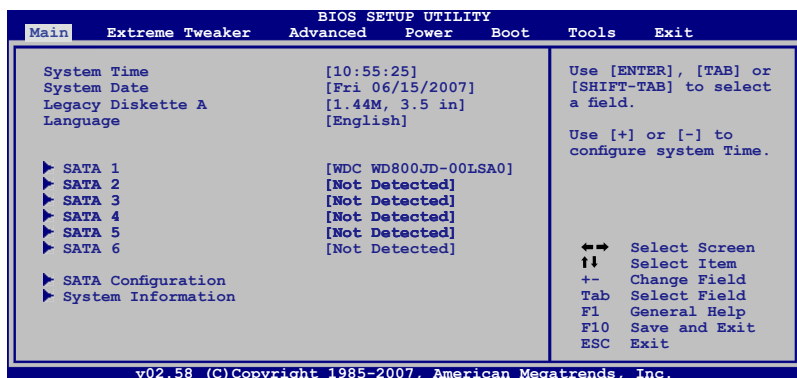 BIOS SETUP UTILITY
Main Extreme Tweaker Advanced Power Boot Tools Exit
System Time [10:55:25]
System Date [Fri 06/15/2007]
Legacy Diskette A [1.44M, 3.5 in]
Language [English]
SATA 1 [WDC WD800JD-00LSA0]
SATA 2 [Not Detected]
SATA 3 [Not Detected]
SATA 4 [Not Detected]
SATA 5 [Not Detected]
SATA 6 [Not Detected]
SATA Configuration
System Information
Use [ENTER], [TAB] or
[SHIFT-TAB] to select
a field.
Use [+] or [-] to
configure system Time.
←→ Select Screen
↑↓ Select Item
+- Change Field
Tab Select Field
F1 General Help
F10 Save and Exit
ESC Exit
v02.58 (C)Copyright 1985-2007, American Megatrends, Inc.